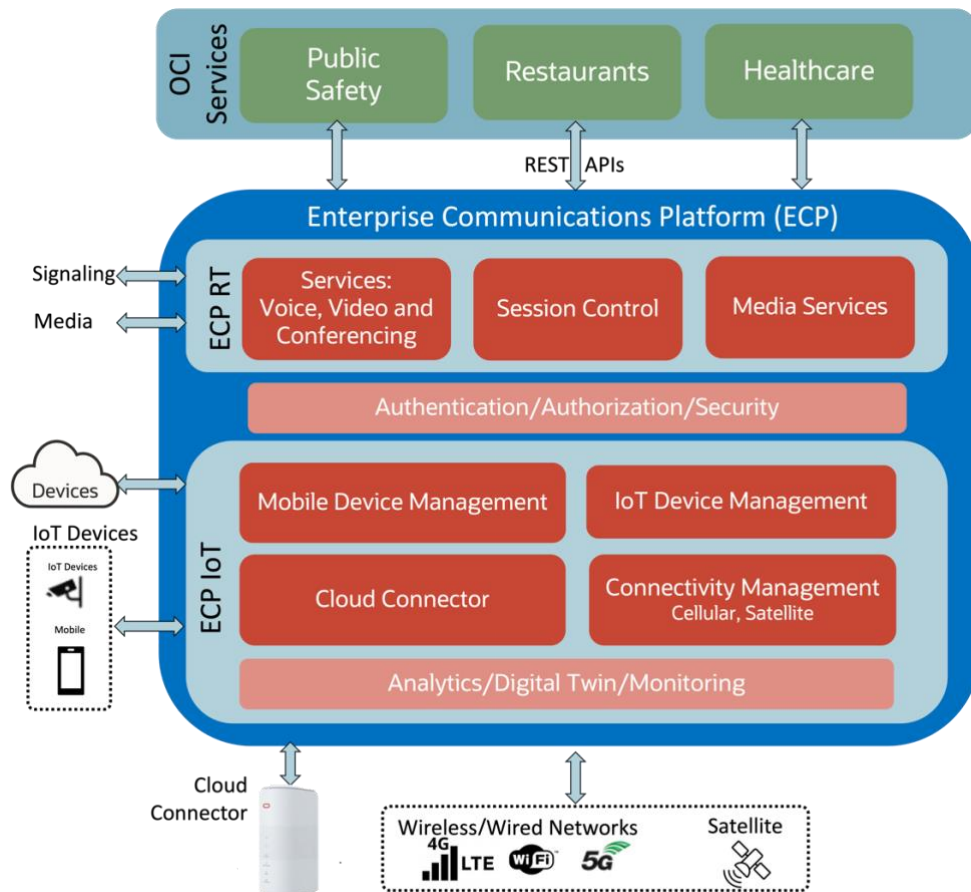 OCI
Services
Public
Safety
Restaurants
Healthcare
REST APIs
Enterprise Communications Platform (ECP)
Signaling
Media
ECP RT
Services:
Voice, Video and
Conferencing
Session Control
Media Services
Authentication/Authorization/Security
Devices
IoT Devices
IoT Devices
Mobile
ECP IoT
Mobile Device Management
IoT Device Management
Cloud Connector
Connectivity Management
Cellular, Satellite
Analytics/Digital Twin/Monitoring
Cloud
Connector
Wireless/Wired Networks
Satellite
4G LTE
WiFi
5G